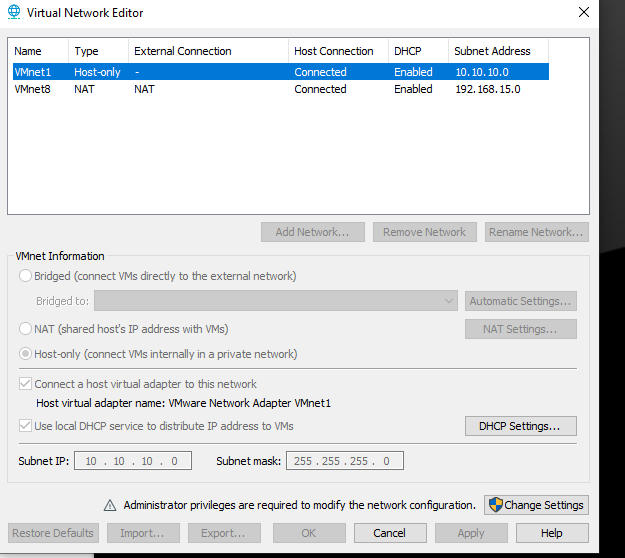 Virtual Network Editor
Name Type External Connection Host Connection DHCP Subnet Address
VMnet1 Host-only - Connected Enabled 10.10.10.0
VMnet8 NAT NAT Connected Enabled 192.168.15.0
Add Network... Remove Network Rename Network...
VMnet Information
Bridged (connect VMs directly to the external network)
Bridged to: Automatic Settings...
NAT (shared host's IP address with VMs) NAT Settings...
Host-only (connect VMs internally in a private network)
Connect a host virtual adapter to this network
Host virtual adapter name: VMware Network Adapter VMnet1
Use local DHCP service to distribute IP address to VMs DHCP Settings...
Subnet IP: 10 . 10 . 10 . 0 Subnet mask: 255 . 255 . 255 . 0
Administrator privileges are required to modify the network configuration. Change Settings
Restore Defaults Import... Export... OK Cancel Apply Help